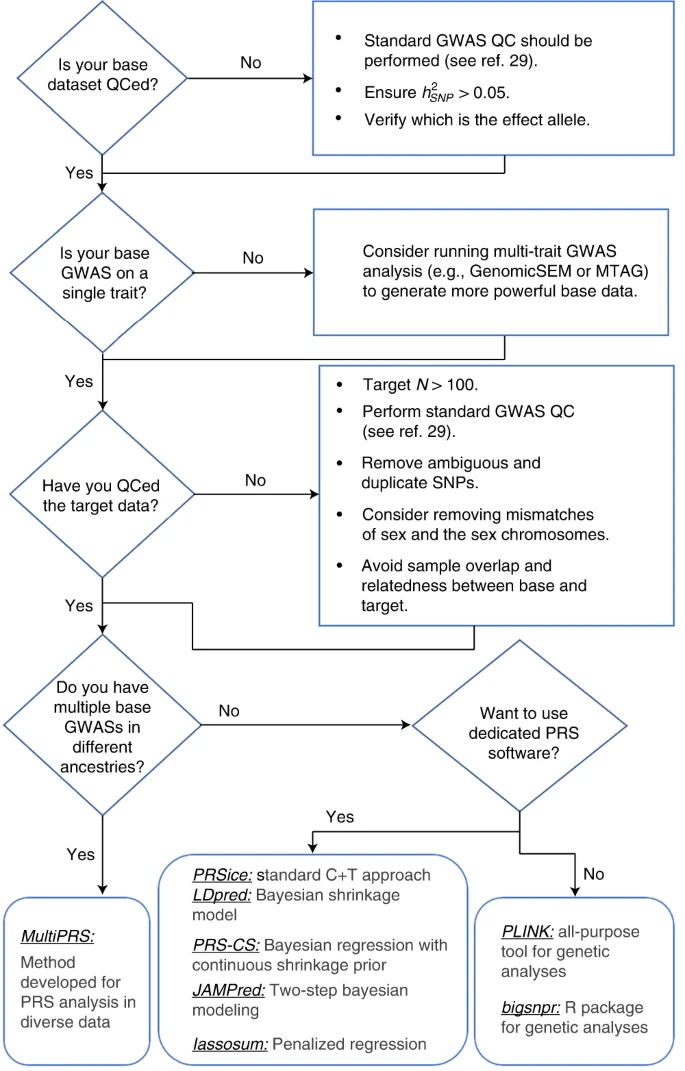 Is your base
dataset QCed?
No
• Standard GWAS QC should be
performed (see ref. 29).
• Ensure h²SNP > 0.05.
• Verify which is the effect allele.
Yes
Is your base
GWAS on a
single trait?
No
Consider running multi-trait GWAS
analysis (e.g., GenomicSEM or MTAG)
to generate more powerful base data.
Yes
Have you QCed
the target data?
No
• Target N > 100.
• Perform standard GWAS QC
(see ref. 29).
• Remove ambiguous and
duplicate SNPs.
• Consider removing mismatches
of sex and the sex chromosomes.
• Avoid sample overlap and
relatedness between base and
target.
Yes
Do you have
multiple base
GWASs in
different
ancestries?
No
Want to use
dedicated PRS
software?
Yes
Yes
No
MultiPRS:
Method
developed for
PRS analysis in
diverse data
PRSice: standard C+T approach
LDpred: Bayesian shrinkage
model
PRS-CS: Bayesian regression with
continuous shrinkage prior
JAMPred: Two-step bayesian
modeling
lassosum: Penalized regression
PLINK: all-purpose
tool for genetic
analyses
bigsnpr: R package
for genetic analyses